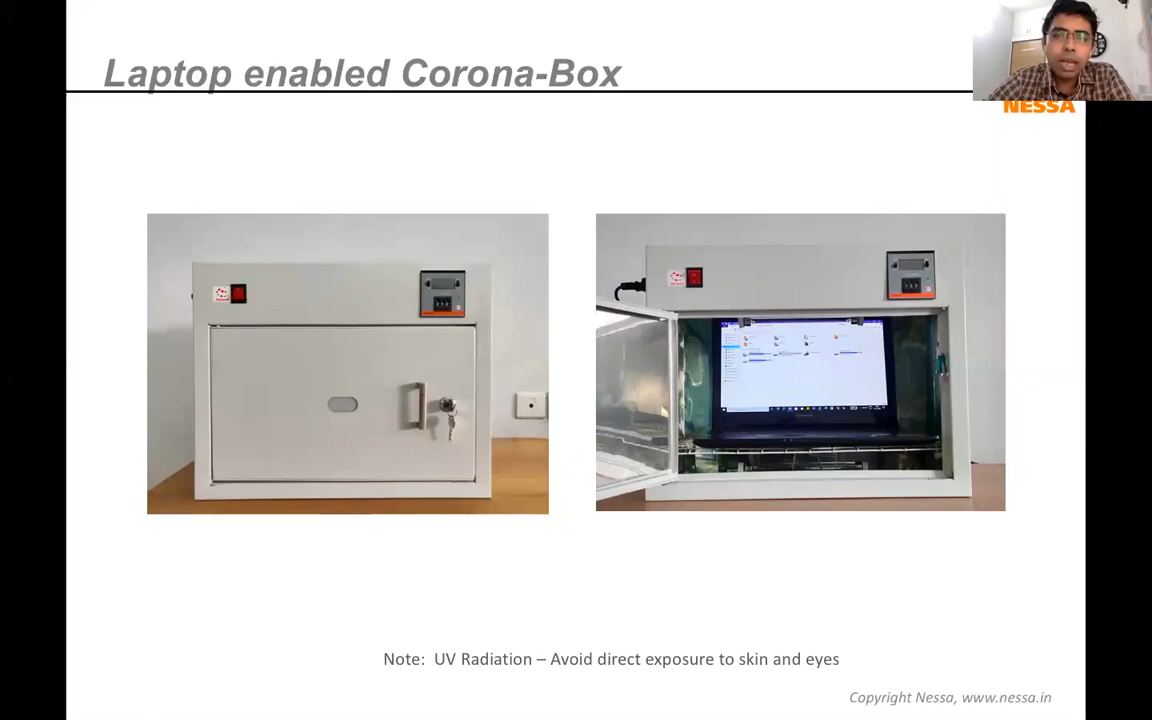 Laptop enabled Corona-Box
NESSA
Note: UV Radiation – Avoid direct exposure to skin and eyes
Copyright Nessa, www.nessa.in